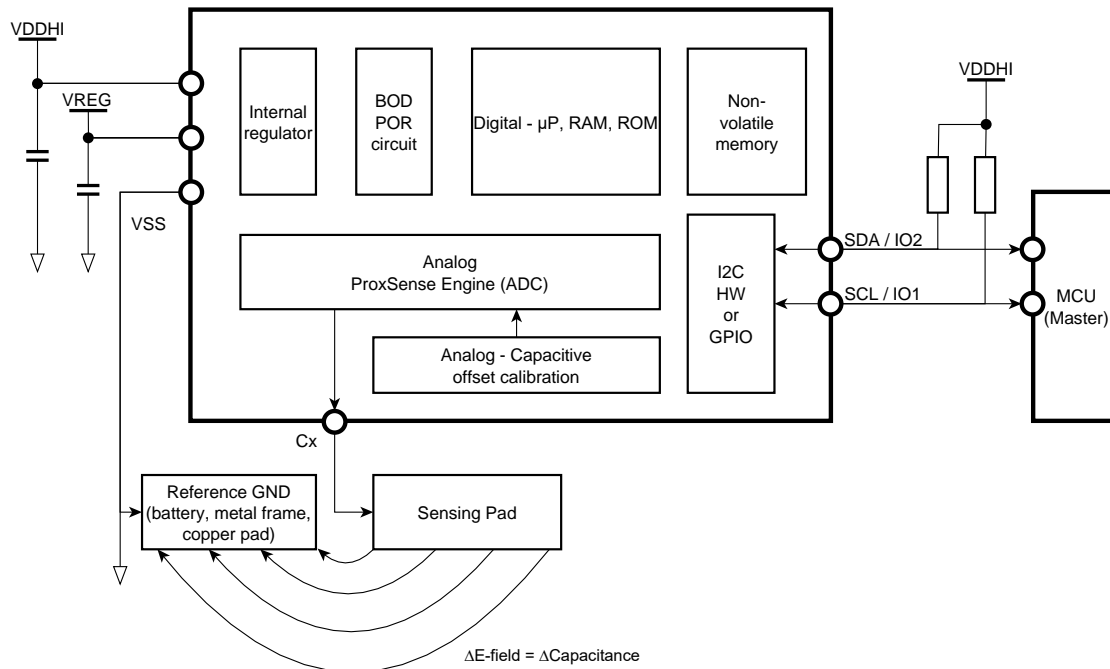 VDDHI
VREG
VSS
Internal
regulator
BOD
POR
circuit
Digital - µP, RAM, ROM
Non-
volatile
memory
VDDHI
Analog
ProxSense Engine (ADC)
Analog - Capacitive
offset calibration
I2C
HW
or
GPIO
SDA / IO2
SCL / IO1
MCU
(Master)
Cx
Reference GND
(battery, metal frame,
copper pad)
Sensing Pad
∆E-field = ∆Capacitance